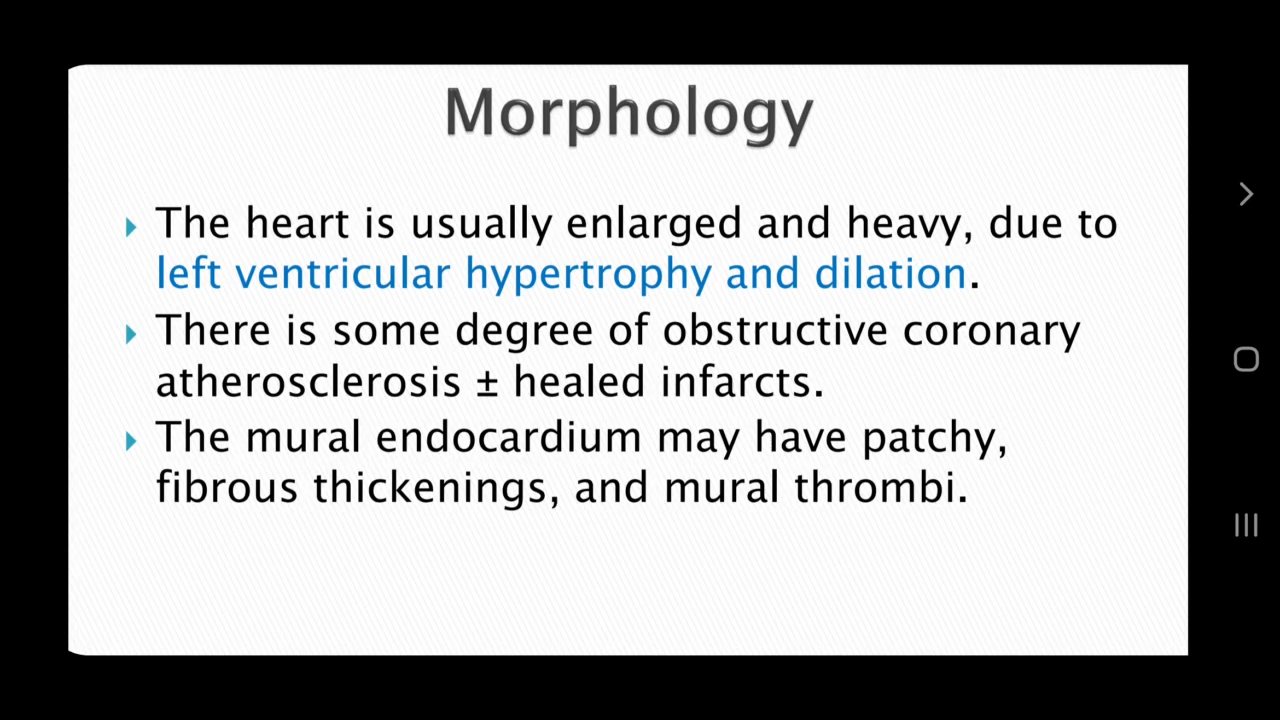 Morphology
The heart is usually enlarged and heavy, due to
left ventricular hypertrophy and dilation.
There is some degree of obstructive coronary
atherosclerosis ± healed infarcts.
The mural endocardium may have patchy,
fibrous thickenings, and mural thrombi.